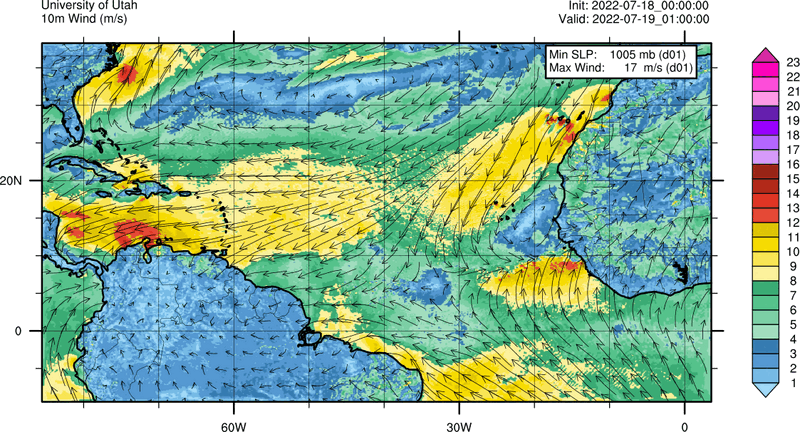 University of Utah
10m Wind (m/s)
Init: 2022-07-18_00:00:00
Valid: 2022-07-19_01:00:00
Min SLP: 1005 mb (d01)
Max Wind: 17 m/s (d01)
20N
0
60W
30W
0
23
22
21
20
19
18
17
16
15
14
13
12
11
10
9
8
7
6
5
4
3
2
1